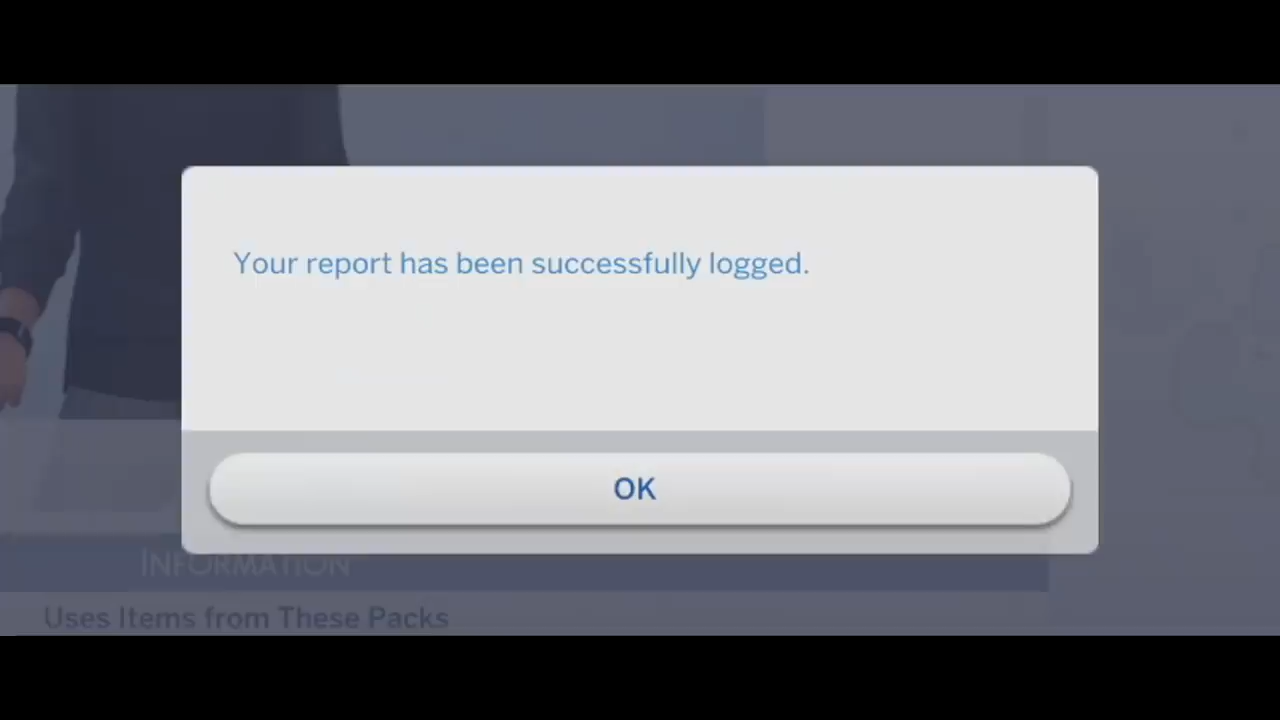 Your report has been successfully logged.
OK
INFORMATION
Uses Items from These Packs